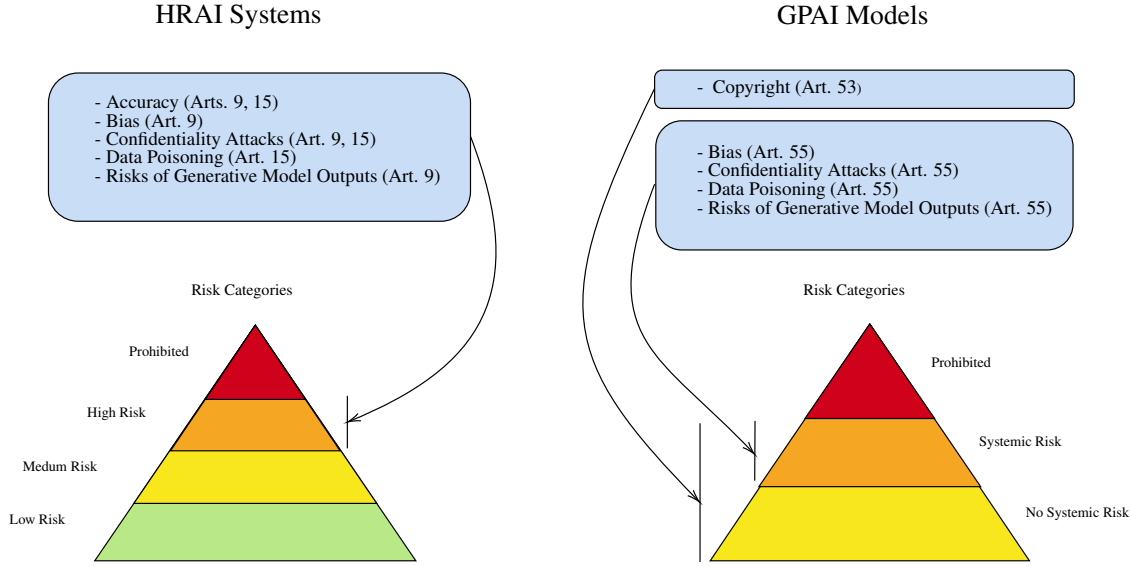 HRAI Systems
- Accuracy (Arts. 9, 15)
- Bias (Art. 9)
- Confidentiality Attacks (Art. 9, 15)
- Data Poisoning (Art. 15)
- Risks of Generative Model Outputs (Art. 9)
Risk Categories
Prohibited
High Risk
Medum Risk
Low Risk
GPAI Models
- Copyright (Art. 53)
- Bias (Art. 55)
- Confidentiality Attacks (Art. 55)
- Data Poisoning (Art. 55)
- Risks of Generative Model Outputs (Art. 55)
Risk Categories
Prohibited
Systemic Risk
No Systemic Risk